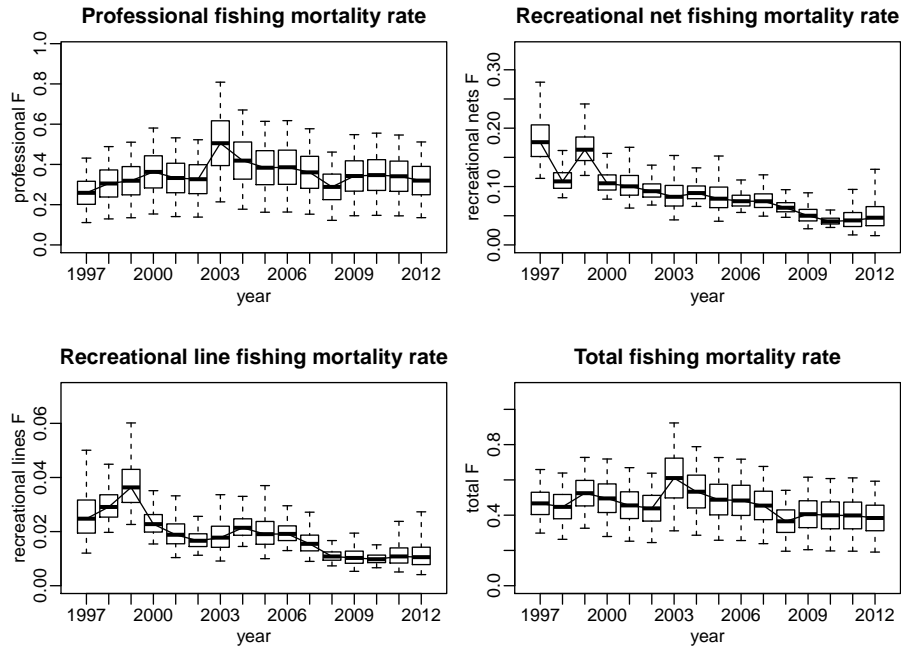 Professional fishing mortality rate
professional F
1.0
0.8
0.6
0.4
0.2
0.0
1997 2000 2003 2006 2009 2012
year
Recreational net fishing mortality rate
recreational nets F
0.30
0.20
0.10
0.00
1997 2000 2003 2006 2009 2012
year
Recreational line fishing mortality rate
recreational lines F
0.06
0.04
0.02
0.00
1997 2000 2003 2006 2009 2012
year
Total fishing mortality rate
total F
0.8
0.4
0.0
1997 2000 2003 2006 2009 2012
year